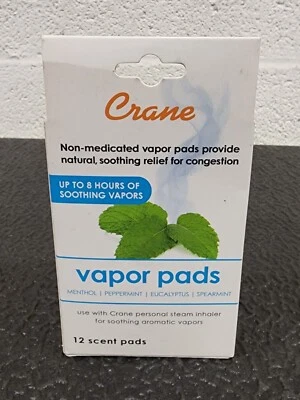 Crane
Non-medicated vapor pads provide
natural, soothing relief for congestion
UP TO 8 HOURS OF
SOOTHING VAPORS
vapor pads
MENTHOL | PEPPERMINT | EUCALYPTUS | SPEARMINT
use with Crane personal steam inhaler
for soothing aromatic vapors
12 scent pads